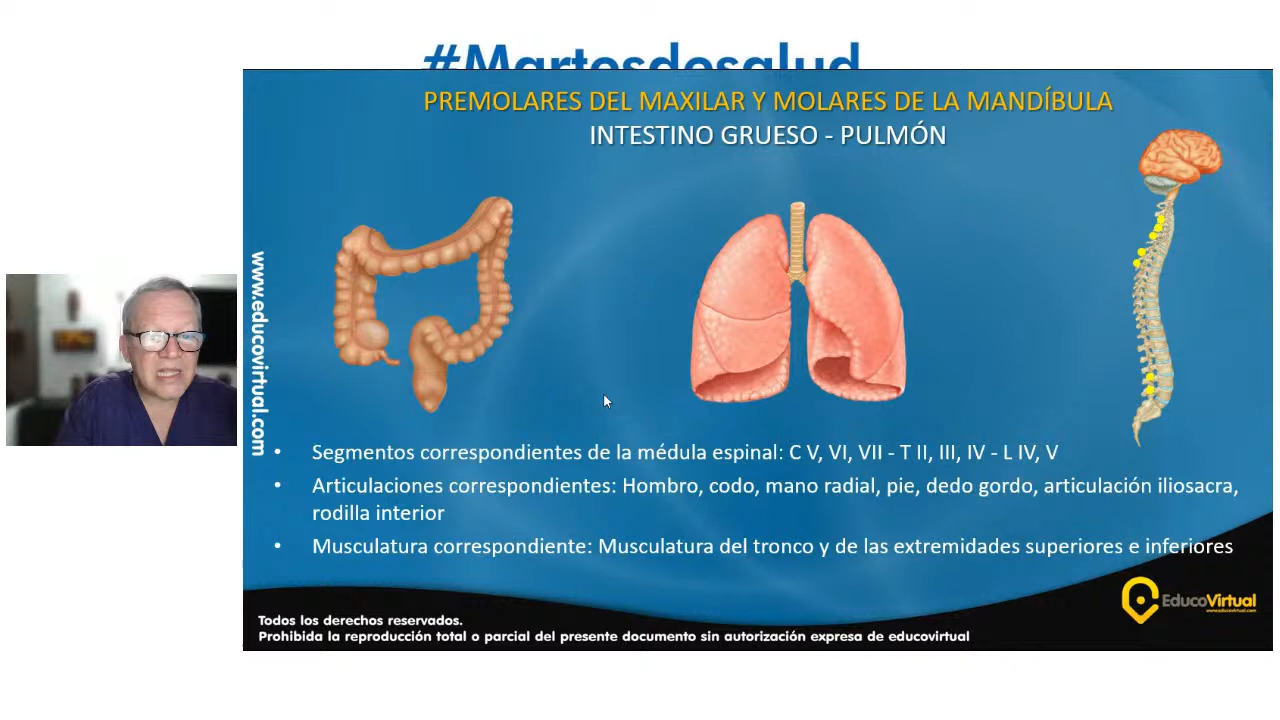 #Martesdesalud
PREMOLARES DEL MAXILAR Y MOLARES DE LA MANDÍBULA
INTESTINO GRUESO - PULMÓN
www.educovirtual.com
• Segmentos correspondientes de la médula espinal: C V, VI, VII - T II, III, IV - L IV, V
• Articulaciones correspondientes: Hombro, codo, mano radial, pie, dedo gordo, articulación iliosacra,
rodilla interior
• Musculatura correspondiente: Musculatura del tronco y de las extremidades superiores e inferiores
EducoVirtual
www.educovirtual.com
Todos los derechos reservados.
Prohibida la reproducción total o parcial del presente documento sin autorización expresa de educovirtual